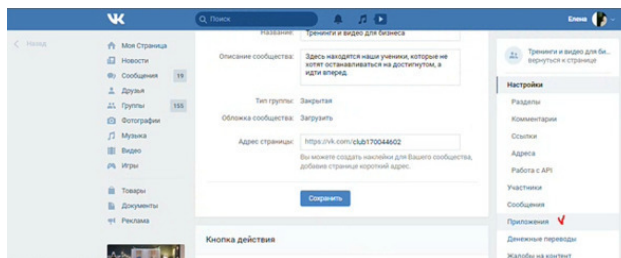 Поиск
Елена
Назад
Моя Страница
Новости
Сообщения 19
Друзья
Группы 155
Фотографии
Музыка
Видео
Игры
Товары
Документы
Реклама
Название: Тренинги и видео для бизнеса
Описание сообщества: Здесь находятся наши ученики, которые не
хотят останавливаться на достигнутом, а
идти вперед.
Тип группы: Закрытая
Обложка сообщества: Загрузить
Адрес страницы: https://vk.com/club170044602
Вы можете создать наклейки для Вашего сообщества,
добавив странице короткий адрес.
Сохранить
Кнопка действия
Тренинги и видео для би...
вернуться к странице
Настройки
Разделы
Комментарии
Ссылки
Адреса
Работа с API
Участники
Сообщения
Приложения
Денежные переводы
Жалобы на контент